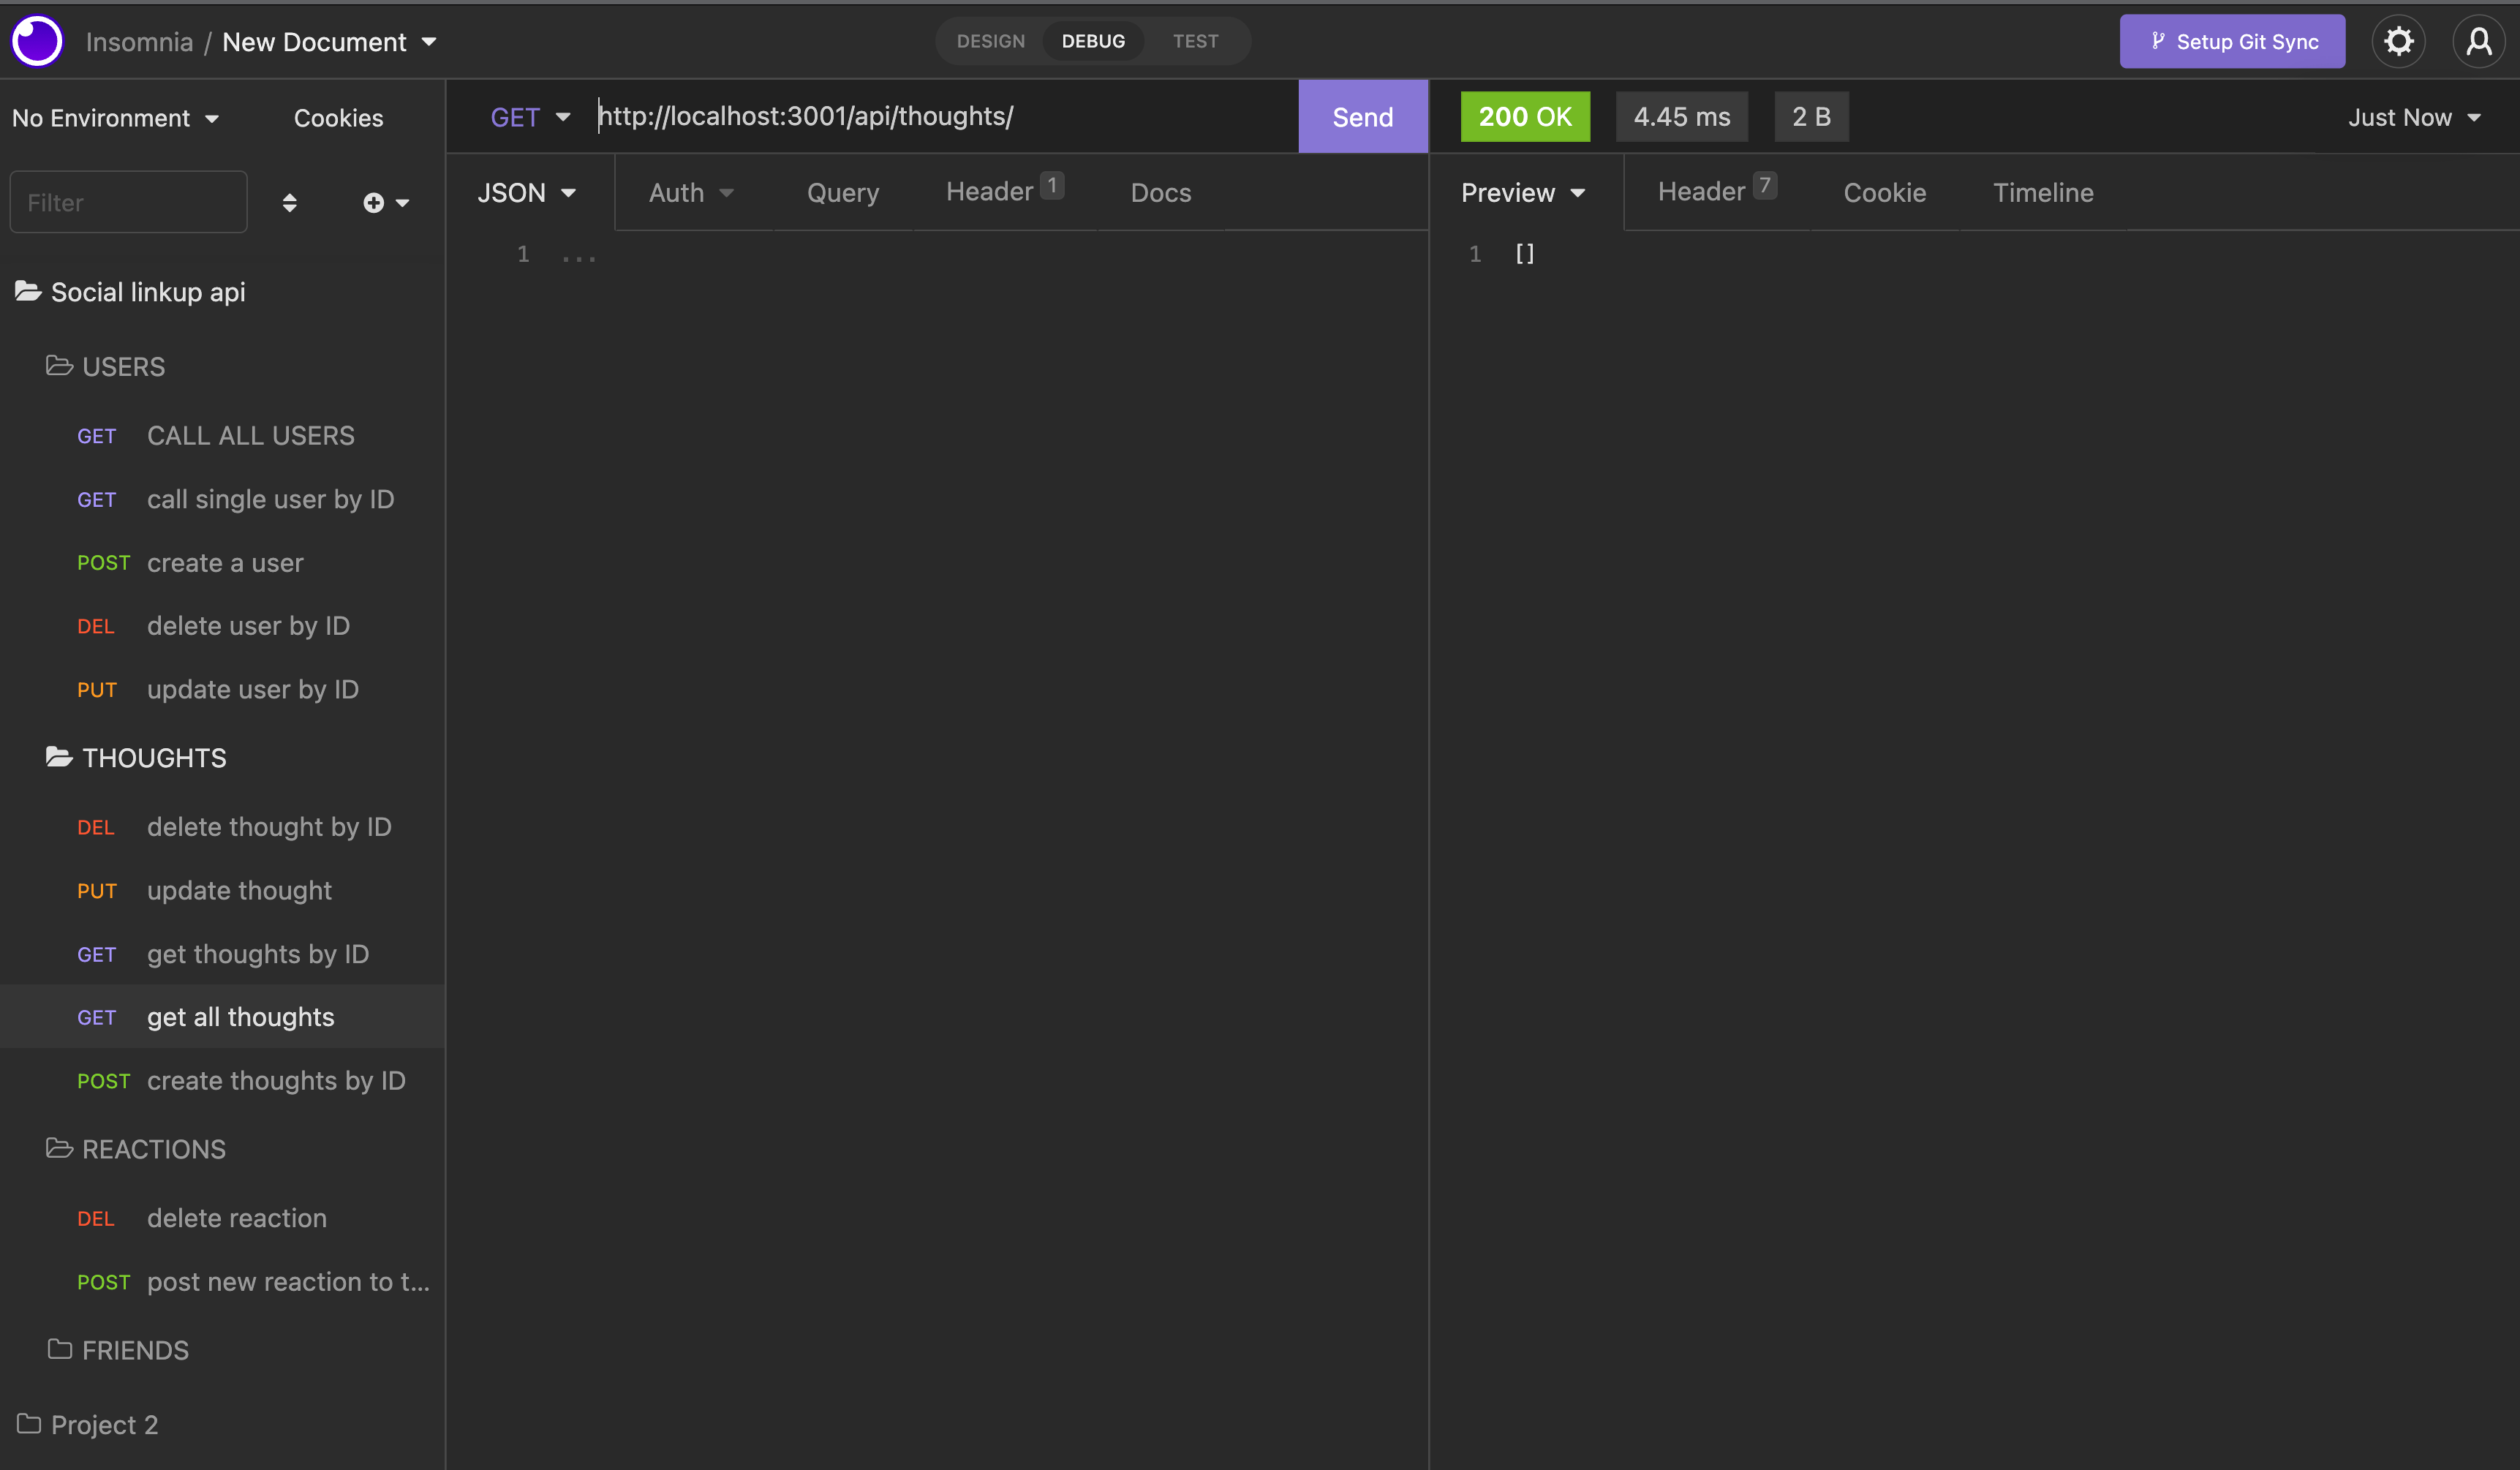 Insomnia / New Document
DESIGN DEBUG TEST
Setup Git Sync
No Environment Cookies
GET http://localhost:3001/api/thoughts/ Send
200 OK 4.45 ms 2 B Just Now
Filter
JSON Auth Query Header 1 Docs
Preview Header 7 Cookie Timeline
1 ...
1 []
Social linkup api
USERS
GET CALL ALL USERS
GET call single user by ID
POST create a user
DEL delete user by ID
PUT update user by ID
THOUGHTS
DEL delete thought by ID
PUT update thought
GET get thoughts by ID
GET get all thoughts
POST create thoughts by ID
REACTIONS
DEL delete reaction
POST post new reaction to t...
FRIENDS
Project 2